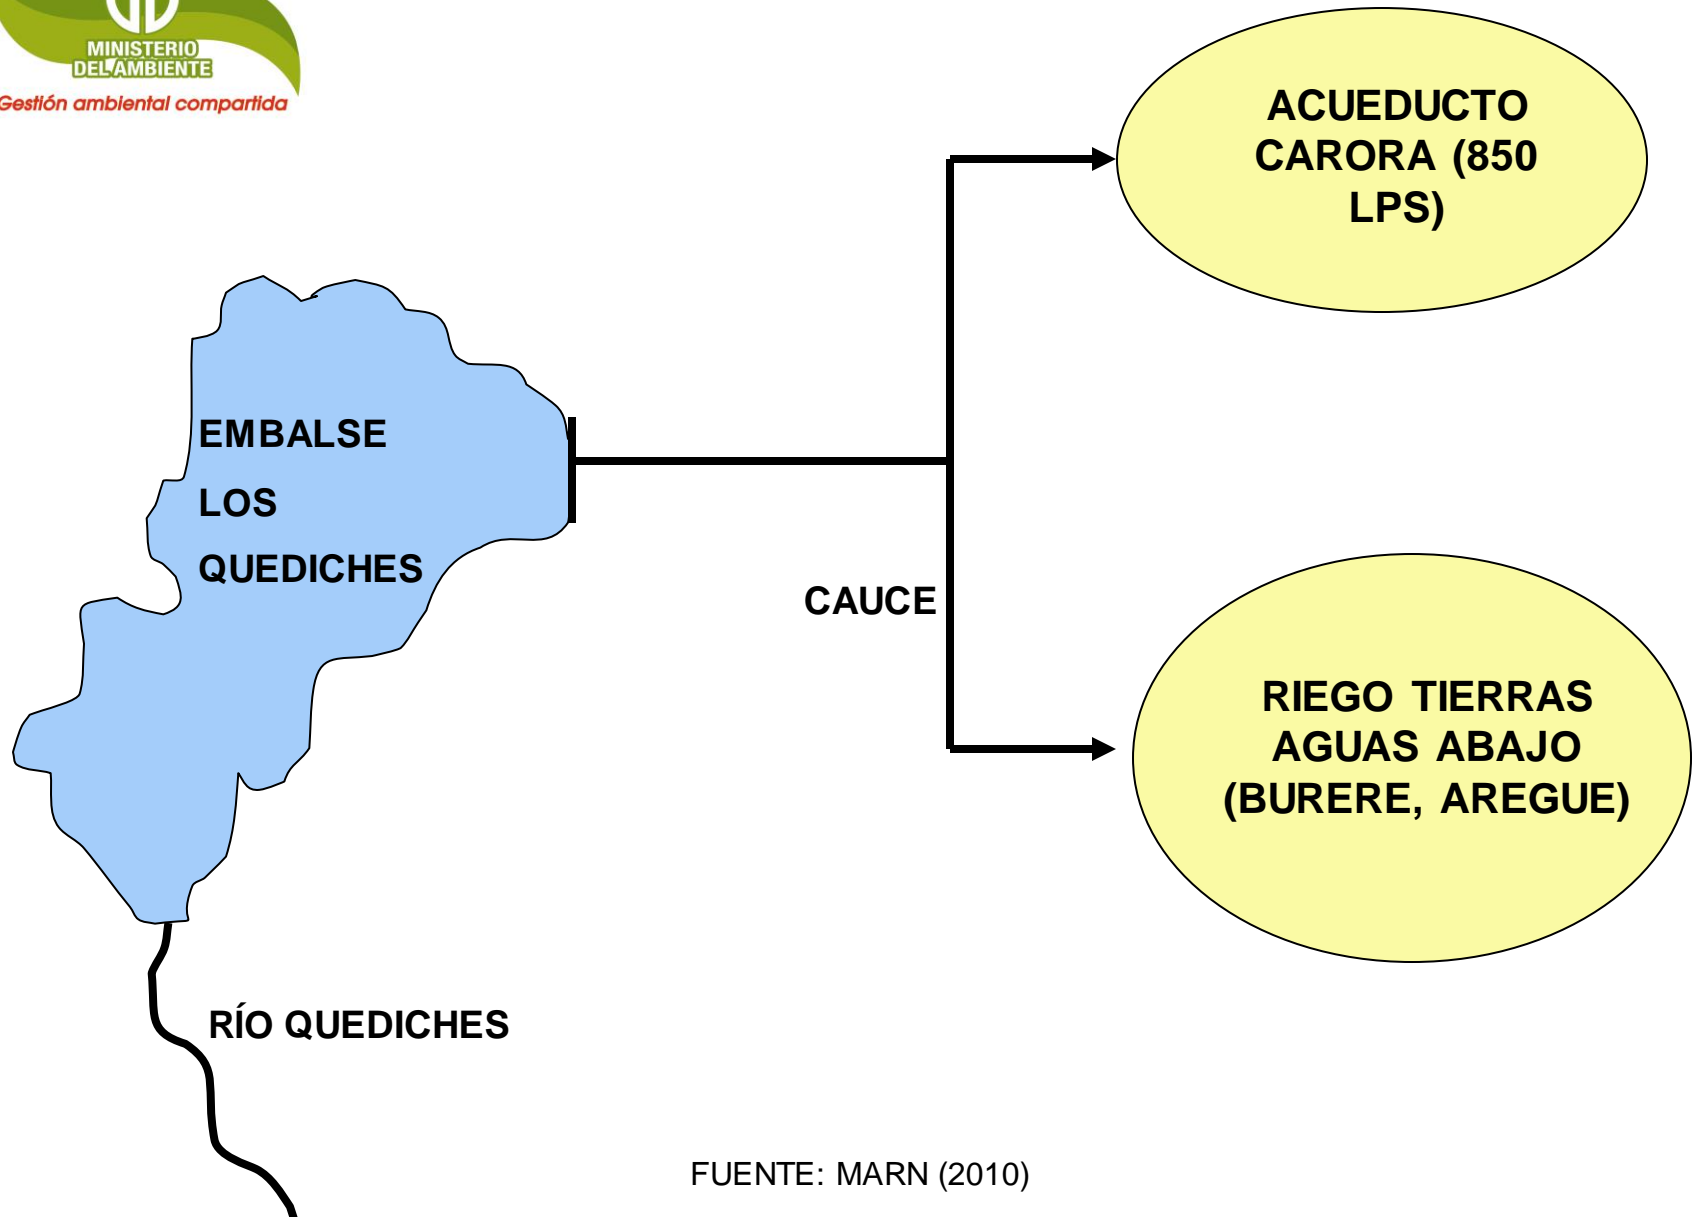 MINISTERIO
DEL AMBIENTE
Gestión ambiental compartida
ACUEDUCTO
CARORA (850
LPS)
EMBALSE
LOS
QUEDICHES
CAUCE
RIEGO TIERRAS
AGUAS ABAJO
(BURERE, AREGUE)
RÍO QUEDICHES
FUENTE: MARN (2010)